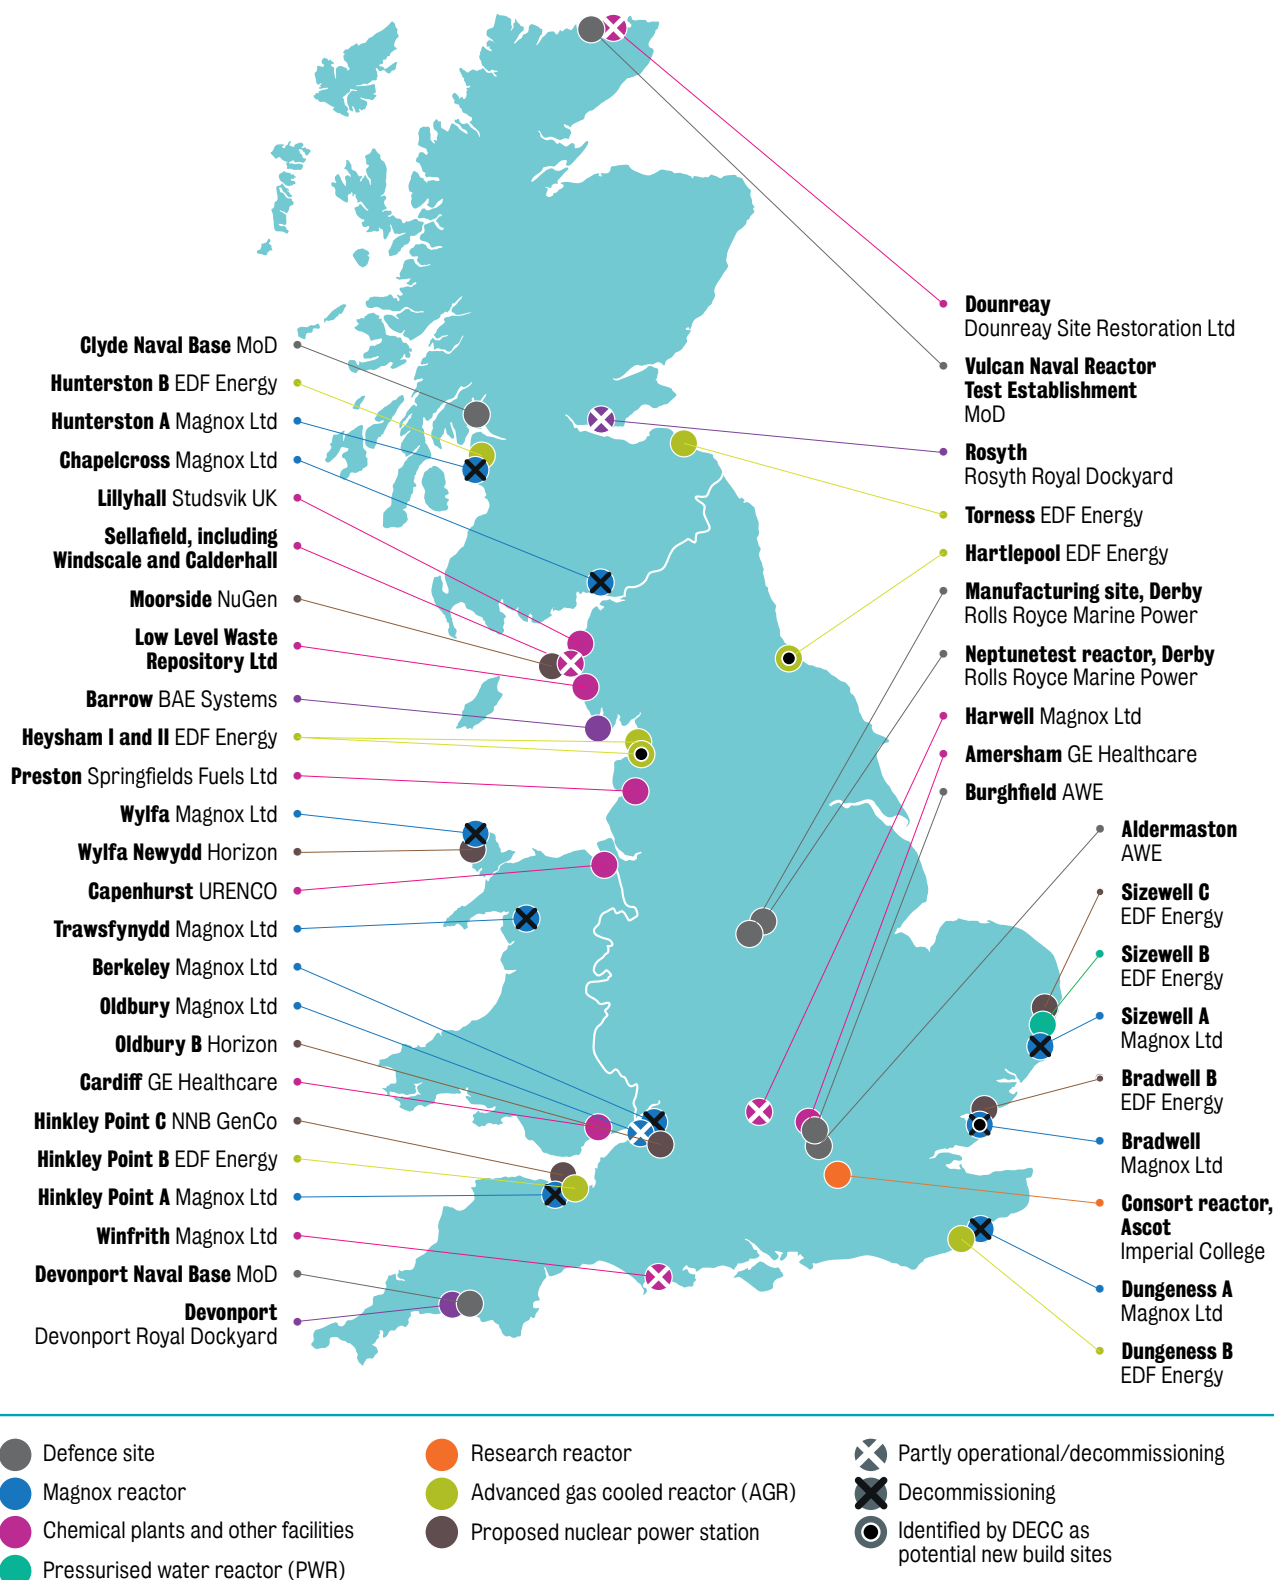 Clyde Naval Base MoD
Hunterston B EDF Energy
Hunterston A Magnox Ltd
Chapelcross Magnox Ltd
Lillyhall Studsvik UK
Sellafield, including
Windscale and Calderhall
Moorside NuGen
Low Level Waste
Repository Ltd
Barrow BAE Systems
Heysham I and II EDF Energy
Preston Springfields Fuels Ltd
Wylfa Magnox Ltd
Wylfa Newydd Horizon
Capenhurst URENCO
Trawsfynydd Magnox Ltd
Berkeley Magnox Ltd
Oldbury Magnox Ltd
Oldbury B Horizon
Cardiff GE Healthcare
Hinkley Point C NNB GenCo
Hinkley Point B EDF Energy
Hinkley Point A Magnox Ltd
Winfrith Magnox Ltd
Devonport Naval Base MoD
Devonport
Devonport Royal Dockyard
Dounreay
Dounreay Site Restoration Ltd
Vulcan Naval Reactor
Test Establishment
MoD
Rosyth
Rosyth Royal Dockyard
Torness EDF Energy
Hartlepool EDF Energy
Manufacturing site, Derby
Rolls Royce Marine Power
Neptunetest reactor, Derby
Rolls Royce Marine Power
Harwell Magnox Ltd
Amersham GE Healthcare
Burghfield AWE
Aldermaston
AWE
Sizewell C
EDF Energy
Sizewell B
EDF Energy
Sizewell A
Magnox Ltd
Bradwell B
EDF Energy
Bradwell
Magnox Ltd
Consort reactor,
Ascot
Imperial College
Dungeness A
Magnox Ltd
Dungeness B
EDF Energy
Defence site
Magnox reactor
Chemical plants and other facilities
Pressurised water reactor (PWR)
Research reactor
Advanced gas cooled reactor (AGR)
Proposed nuclear power station
Partly operational/decommissioning
Decommissioning
Identified by DECC as
potential new build sites